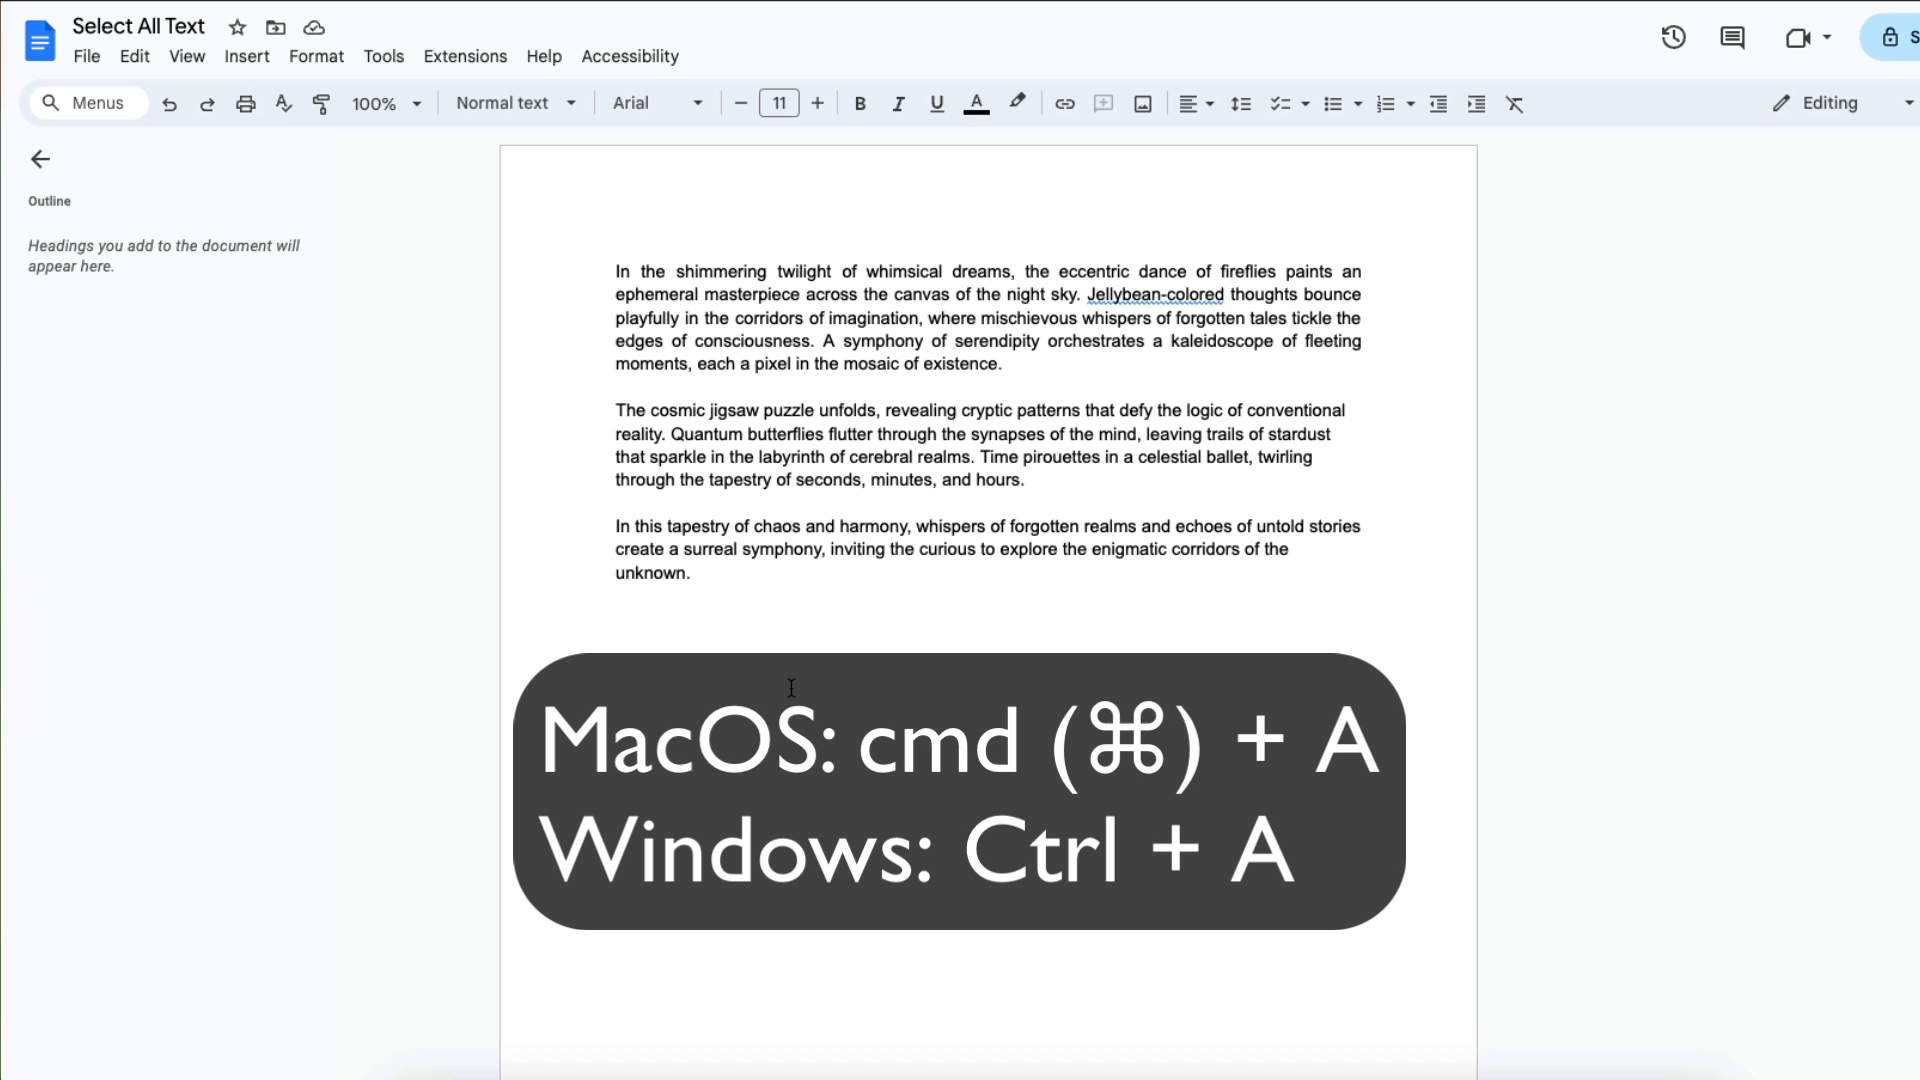 Select All Text
File Edit View Insert Format Tools Extensions Help Accessibility
S
Menus 100% Normal text Arial 11 B I U A Editing
Outline
Headings you add to the document will
appear here.
In the shimmering twilight of whimsical dreams, the eccentric dance of fireflies paints an
ephemeral masterpiece across the canvas of the night sky. Jellybean-colored thoughts bounce
playfully in the corridors of imagination, where mischievous whispers of forgotten tales tickle the
edges of consciousness. A symphony of serendipity orchestrates a kaleidoscope of fleeting
moments, each a pixel in the mosaic of existence.
The cosmic jigsaw puzzle unfolds, revealing cryptic patterns that defy the logic of conventional
reality. Quantum butterflies flutter through the synapses of the mind, leaving trails of stardust
that sparkle in the labyrinth of cerebral realms. Time pirouettes in a celestial ballet, twirling
through the tapestry of seconds, minutes, and hours.
In this tapestry of chaos and harmony, whispers of forgotten realms and echoes of untold stories
create a surreal symphony, inviting the curious to explore the enigmatic corridors of the
unknown.
MacOS: cmd (⌘) + A
Windows: Ctrl + A